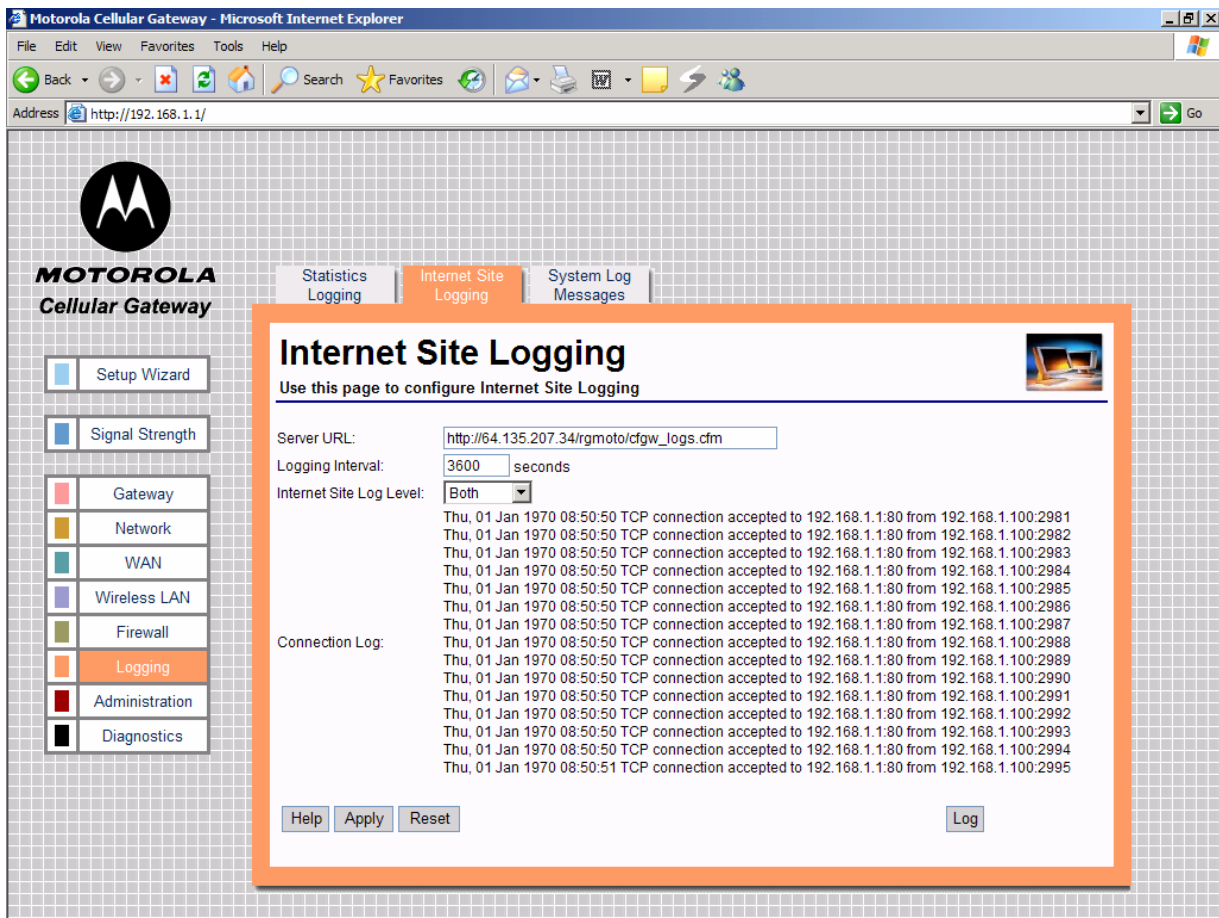 Motorola Cellular Gateway - Microsoft Internet Explorer
File Edit View Favorites Tools Help
Back Search Favorites
Address http://192.168.1.1/ Go
MOTOROLA
Cellular Gateway
Setup Wizard
Signal Strength
Gateway
Network
WAN
Wireless LAN
Firewall
Logging
Administration
Diagnostics
Statistics Logging
Internet Site Logging
System Log Messages
Internet Site Logging
Use this page to configure Internet Site Logging
Server URL: http://64.135.207.34/rgmoto/cfgw_logs.cfm
Logging Interval: 3600 seconds
Internet Site Log Level: Both
Connection Log:
Thu, 01 Jan 1970 08:50:50 TCP connection accepted to 192.168.1.1:80 from 192.168.1.100:2981
Thu, 01 Jan 1970 08:50:50 TCP connection accepted to 192.168.1.1:80 from 192.168.1.100:2982
Thu, 01 Jan 1970 08:50:50 TCP connection accepted to 192.168.1.1:80 from 192.168.1.100:2983
Thu, 01 Jan 1970 08:50:50 TCP connection accepted to 192.168.1.1:80 from 192.168.1.100:2984
Thu, 01 Jan 1970 08:50:50 TCP connection accepted to 192.168.1.1:80 from 192.168.1.100:2985
Thu, 01 Jan 1970 08:50:50 TCP connection accepted to 192.168.1.1:80 from 192.168.1.100:2986
Thu, 01 Jan 1970 08:50:50 TCP connection accepted to 192.168.1.1:80 from 192.168.1.100:2987
Thu, 01 Jan 1970 08:50:50 TCP connection accepted to 192.168.1.1:80 from 192.168.1.100:2988
Thu, 01 Jan 1970 08:50:50 TCP connection accepted to 192.168.1.1:80 from 192.168.1.100:2989
Thu, 01 Jan 1970 08:50:50 TCP connection accepted to 192.168.1.1:80 from 192.168.1.100:2990
Thu, 01 Jan 1970 08:50:50 TCP connection accepted to 192.168.1.1:80 from 192.168.1.100:2991
Thu, 01 Jan 1970 08:50:50 TCP connection accepted to 192.168.1.1:80 from 192.168.1.100:2992
Thu, 01 Jan 1970 08:50:50 TCP connection accepted to 192.168.1.1:80 from 192.168.1.100:2993
Thu, 01 Jan 1970 08:50:50 TCP connection accepted to 192.168.1.1:80 from 192.168.1.100:2994
Thu, 01 Jan 1970 08:50:51 TCP connection accepted to 192.168.1.1:80 from 192.168.1.100:2995
Help Apply Reset Log